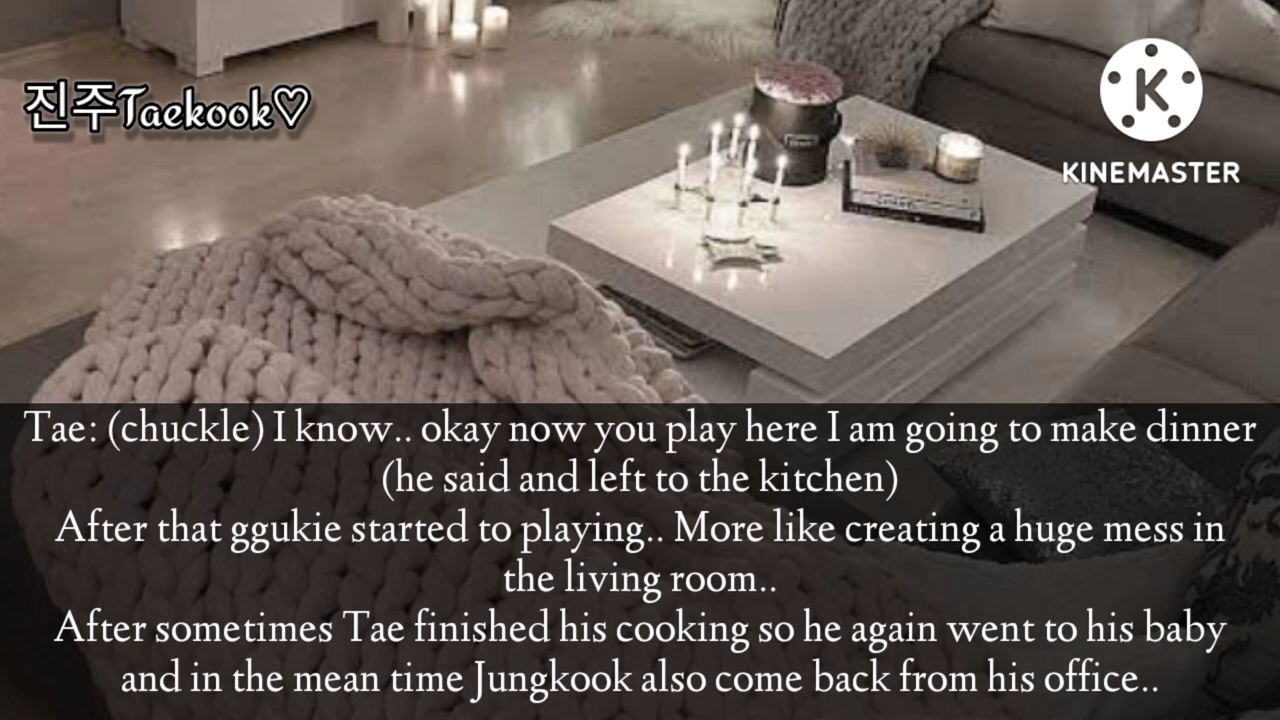 진주Taekook♡
K
KINEMASTER
Tae: (chuckle) I know.. okay now you play here I am going to make dinner
(he said and left to the kitchen)
After that ggukie started to playing.. More like creating a huge mess in
the living room..
After sometimes Tae finished his cooking so he again went to his baby
and in the mean time Jungkook also come back from his office..